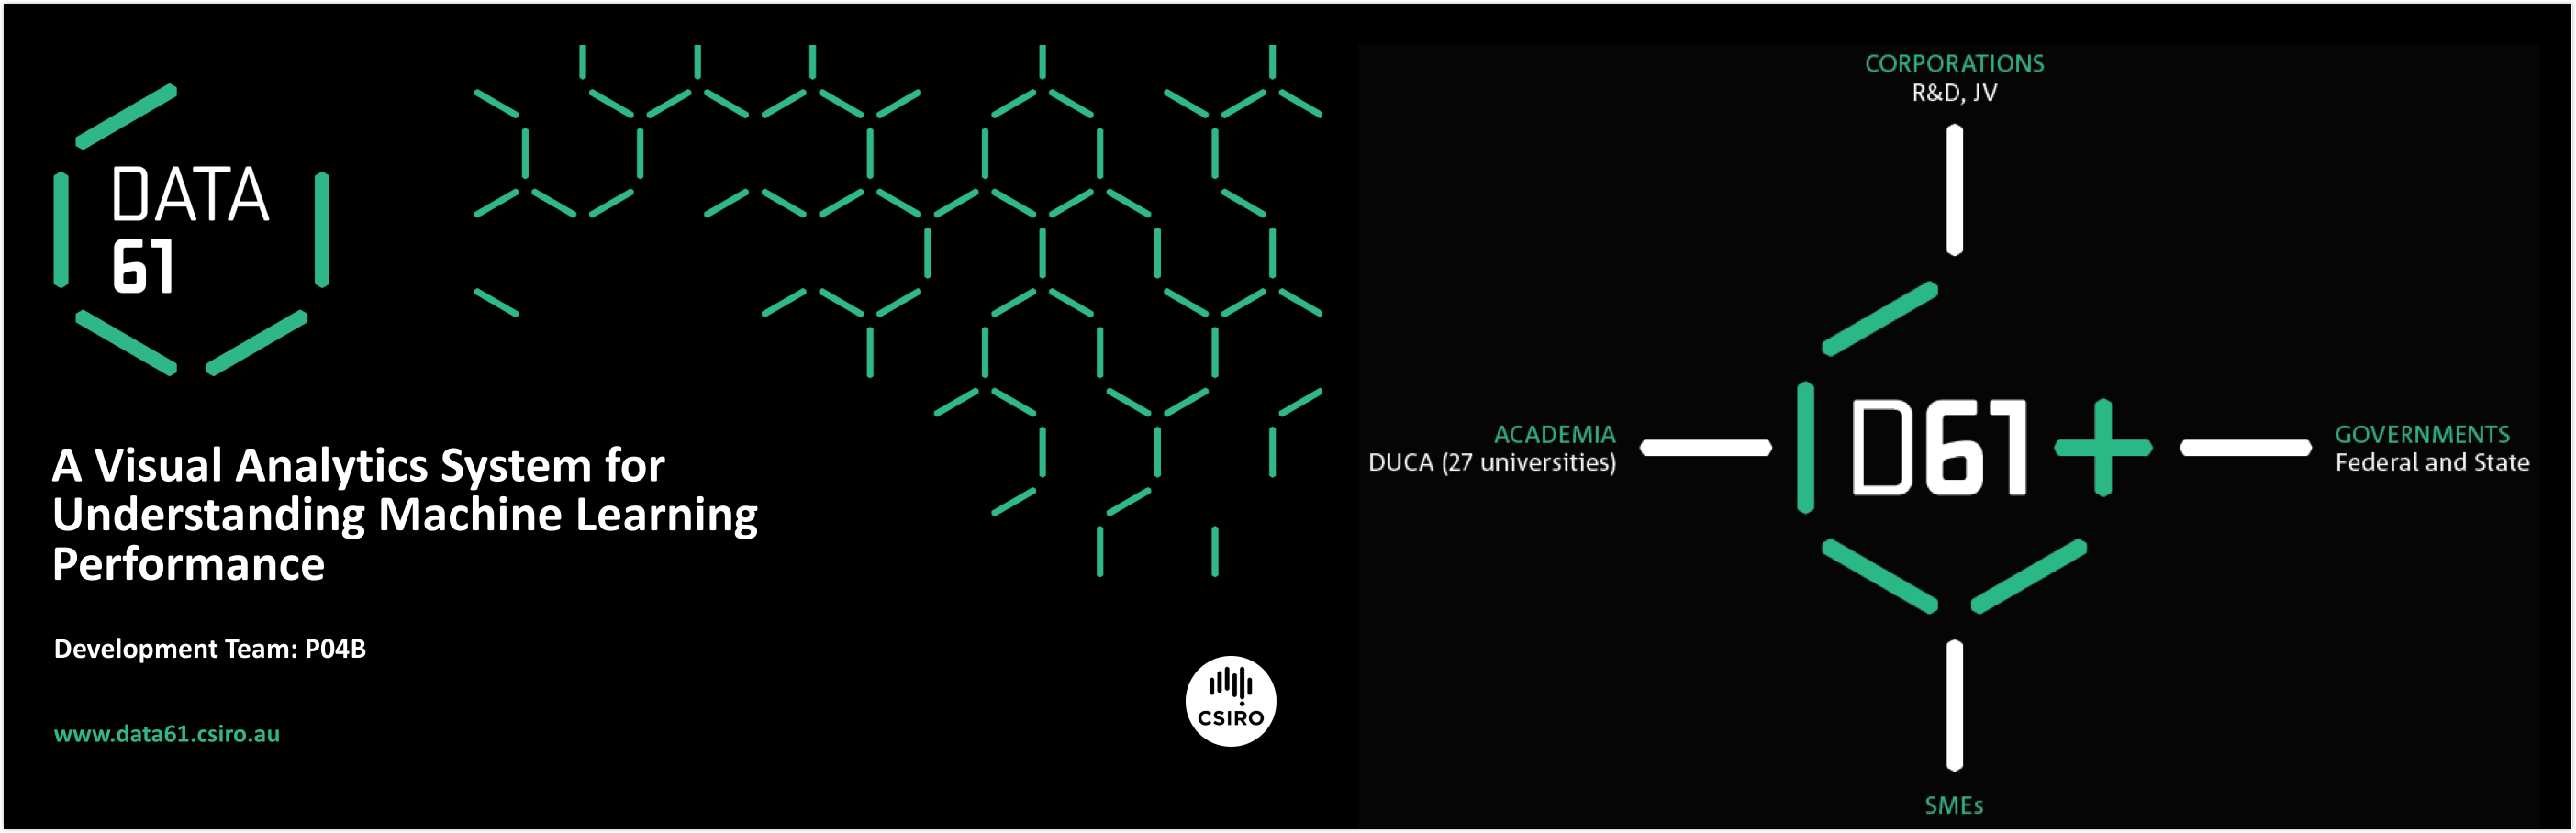 DATA
61
A Visual Analytics System for
Understanding Machine Learning
Performance
Development Team: P04B
www.data61.csiro.au
CSIRO
CORPORATIONS
R&D, JV
ACADEMIA
DUCA (27 universities)
D61+
GOVERNMENTS
Federal and State
SMEs